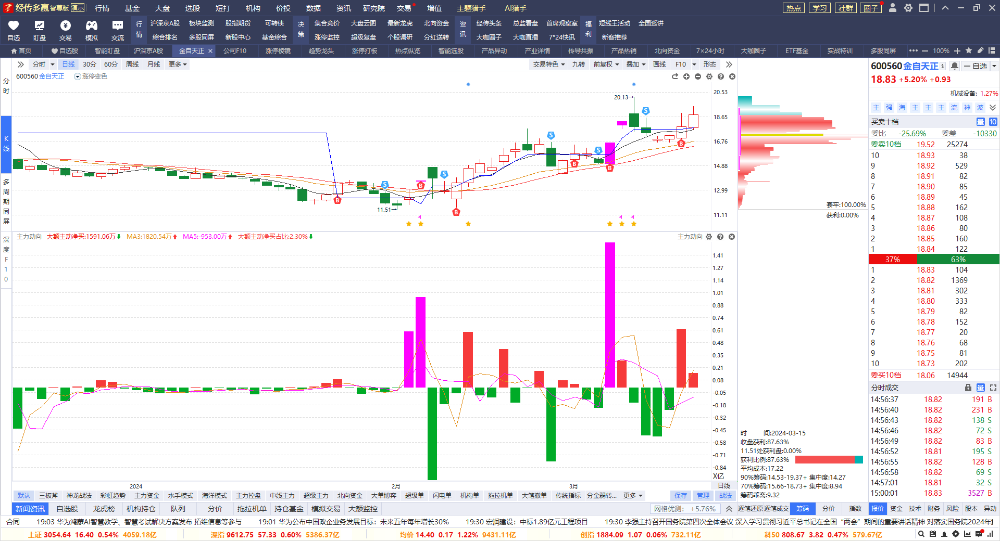 经传多赢 智尊版 演示 行情 基金 大盘 选股 短打 机构 价投 数据 资讯 研究院 交易 增值 主题猎手 AI猎手 热点 学习 社群 圈子
行情 沪深京A股 板块监测 股指期货 可转债 决策 集合竞价 大盘云图 最新龙虎 北向资金 资讯 经传头条 总监看盘 首席观察室 福利 短线王活动 全国巡讲
自选 盯盘 交易 模拟 交流 综合排名 多股同屏 新股中心 基金综合 涨停监控 超级复盘 个股调研 分红送转 大咖圈子 大咖直播 7*24快讯 新客推荐
首页 自选股 智能盯盘 沪深京A股 金自天正 公司F10 涨停棱镜 趋势龙头 涨停打板 热点纵览 智能选股 产品异动 产业详情 传导共振 产品热销 北向资金 7×24小时 大咖圈子 ETF基金 实战特训 多股同屏 100%
分时 日线 30分 60分 周线 月线 更多 交易特色 九转 前复权 叠加 画线 F10 形态
分时
K线
多周期同屏
深度F10
600560 金自天正 涨停变色
20.53
18.65
16.76
14.88
12.99
11.11
20.13
11.51
S
S
S
S
S
B
B
B
B
B
B
主力动向 大额主动净买:1591.06万 MA3:1820.54万 MA5:-953.00万 大额主动净买占比:2.30% 主力动向
1.41
1.27
1.14
1.01
0.88
0.74
0.61
0.48
0.35
0.21
0.08
-0.05
-0.18
-0.32
-0.45
-0.58
-0.71
-0.84
X亿
2024 2月 3月 日线
套牢:100.00%
获利:0.00%
时 间:2024-03-15
收盘获利:87.63%
11.51处获利盘:0.00%
获利比例:87.63%
平均成本:17.22
90%筹码:14.53-19.37+ 集中度:14.27
70%筹码:15.66-18.73+ 集中度:8.94
筹码乖离:9.32
600560 金自天正 自选
18.83 +5.20% +0.93
机械设备: 1.27%
主 强 海 主 主 主 流 神 波
买卖十档 量 10
委比 -25.69% 委差 -10330
委卖10档 19.52 25274
10 18.93 38
9 18.92 529
8 18.91 82
7 18.90 85
6 18.89 45
5 18.88 162
4 18.87 108
3 18.86 80
2 18.85 160
1 18.84 122
37% 63%
1 18.83 104
2 18.82 1369
3 18.81 302
4 18.80 333
5 18.79 82
6 18.78 152
7 18.77 20
8 18.76 68
9 18.75 81
10 18.73 202
委买10档 18.06 14944
分时成交 量
14:56:37 18.82 191 B
14:56:40 18.82 231 B
14:56:43 18.82 138 S
14:56:46 18.82 72 S
14:56:49 18.82 83 B
14:56:52 18.81 195 S
14:56:55 18.82 128 B
14:56:58 18.82 69 S
14:57:01 18.81 32 S
15:00:01 18.83 3527 B
默认 三板斧 神龙战法 彩虹趋势 主力资金 水手模式 海洋模式 主力控盘 中线主力 超级主力 北向资金 大单博弈 超级单 闪电单 机构单 拖拉机单 大笔撤单 传统指标 分金弱转... 更多 保存 管理 战法
新闻资讯 自选股 龙虎榜 机构持仓 队列 分价 拖拉机单 持仓基金 模拟交易 大额监控 网格优测: +5.76% 逐笔还原 逐笔成交 筹码 分价 指数 报价 资金 技术 财务 风险 股本 异动
合同 19:03 华为鸿蒙AI智慧教学、智慧考试解决方案发布 拓维信息等参与 19:01 华为公布中国政企业务发展目标：未来五年每年增长30% 19:30 宏润建设：中标1.89亿元工程项目 19:30 李强主持召开国务院第四次全体会议 深入学习贯彻习近平总书记在全国“两会”期间的重要讲话精神 对落实国务院2024年重
上证 3054.64 16.40 0.54% 4059.18亿 深指 9612.75 57.33 0.60% 5386.37亿 均价 14.40 0.17 1.22% 9431.11亿 创指 1884.09 1.07 0.06% 732.11亿 科50 808.67 3.82 0.47% 579.67亿